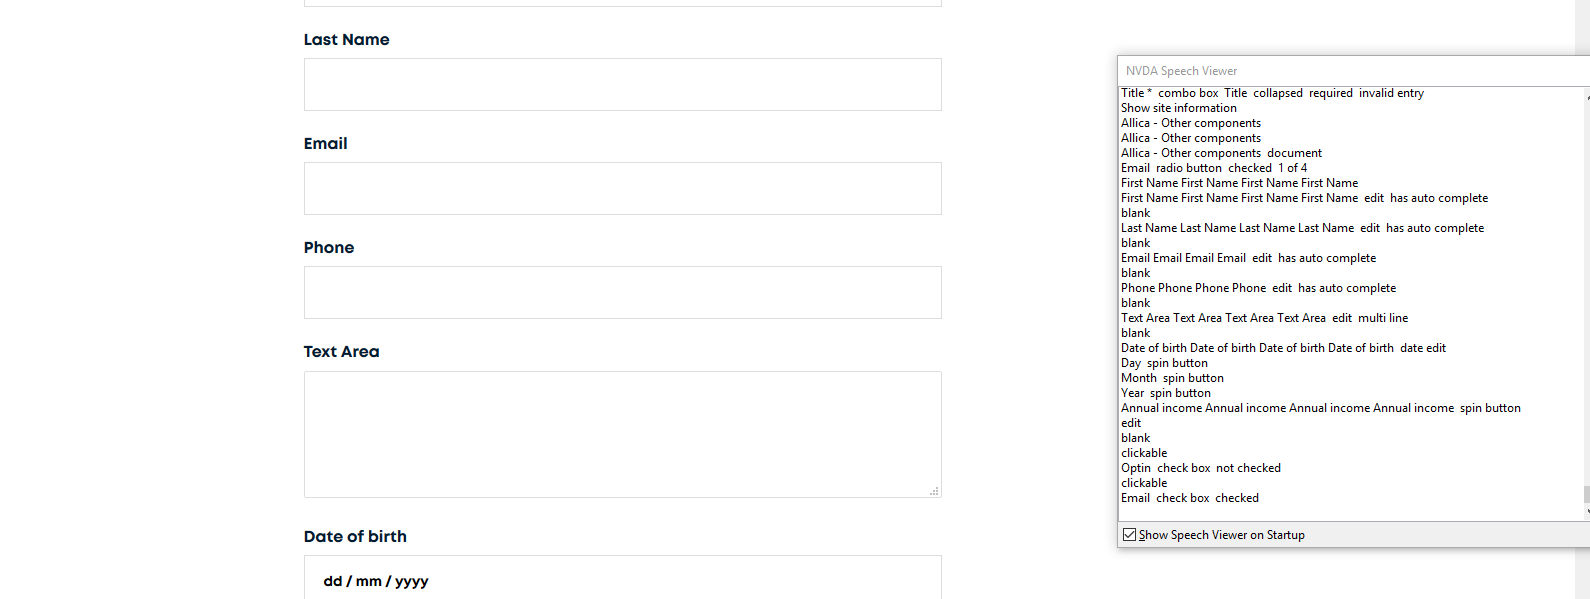 Last Name
Email
Phone
Text Area
Date of birth
dd / mm / yyyy
NVDA Speech Viewer
Title *  combo box  Title  collapsed  required  invalid entry
Show site information
Allica - Other components
Allica - Other components
Allica - Other components  document
Email  radio button  checked  1 of 4
First Name First Name First Name First Name
First Name First Name First Name First Name  edit  has auto complete
blank
Last Name Last Name Last Name Last Name  edit  has auto complete
blank
Email Email Email Email  edit  has auto complete
blank
Phone Phone Phone Phone  edit  has auto complete
blank
Text Area Text Area Text Area Text Area  edit  multi line
blank
Date of birth Date of birth Date of birth Date of birth  date edit
Day  spin button
Month  spin button
Year  spin button
Annual income Annual income Annual income Annual income  spin button
edit
blank
clickable
Optin  check box  not checked
clickable
Email  check box  checked
Show Speech Viewer on Startup